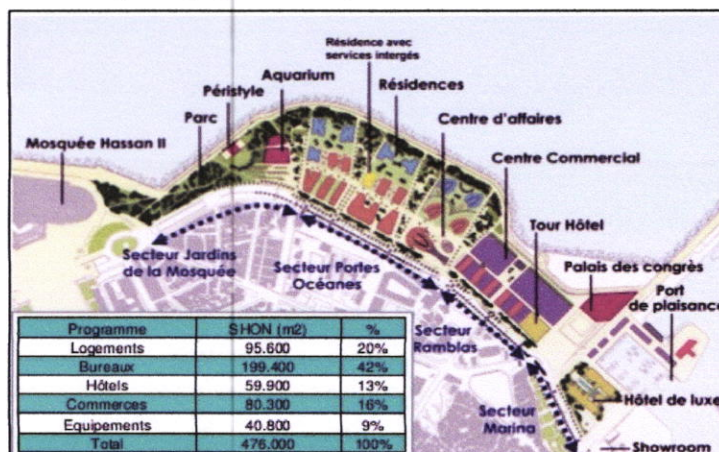 Résidence avec
services intergés
Aquarium
Résidences
Péristyle
Parc
Centre d'affaires
Mosquée Hassan II
Centre Commercial
Tour Hôtel
Palais des congrès
Port
de plaisance
Secteur Jardins
de la Mosquée
Secteur Portes
Océanes
Secteur
Ramblas
Secteur
Marina
Hôtel de luxe
Showroom
Programme SHON (m2) %
Logements 95.600 20%
Bureaux 199.400 42%
Hôtels 59.900 13%
Commerces 80.300 16%
Equipements 40.800 9%
Total 476.000 100%